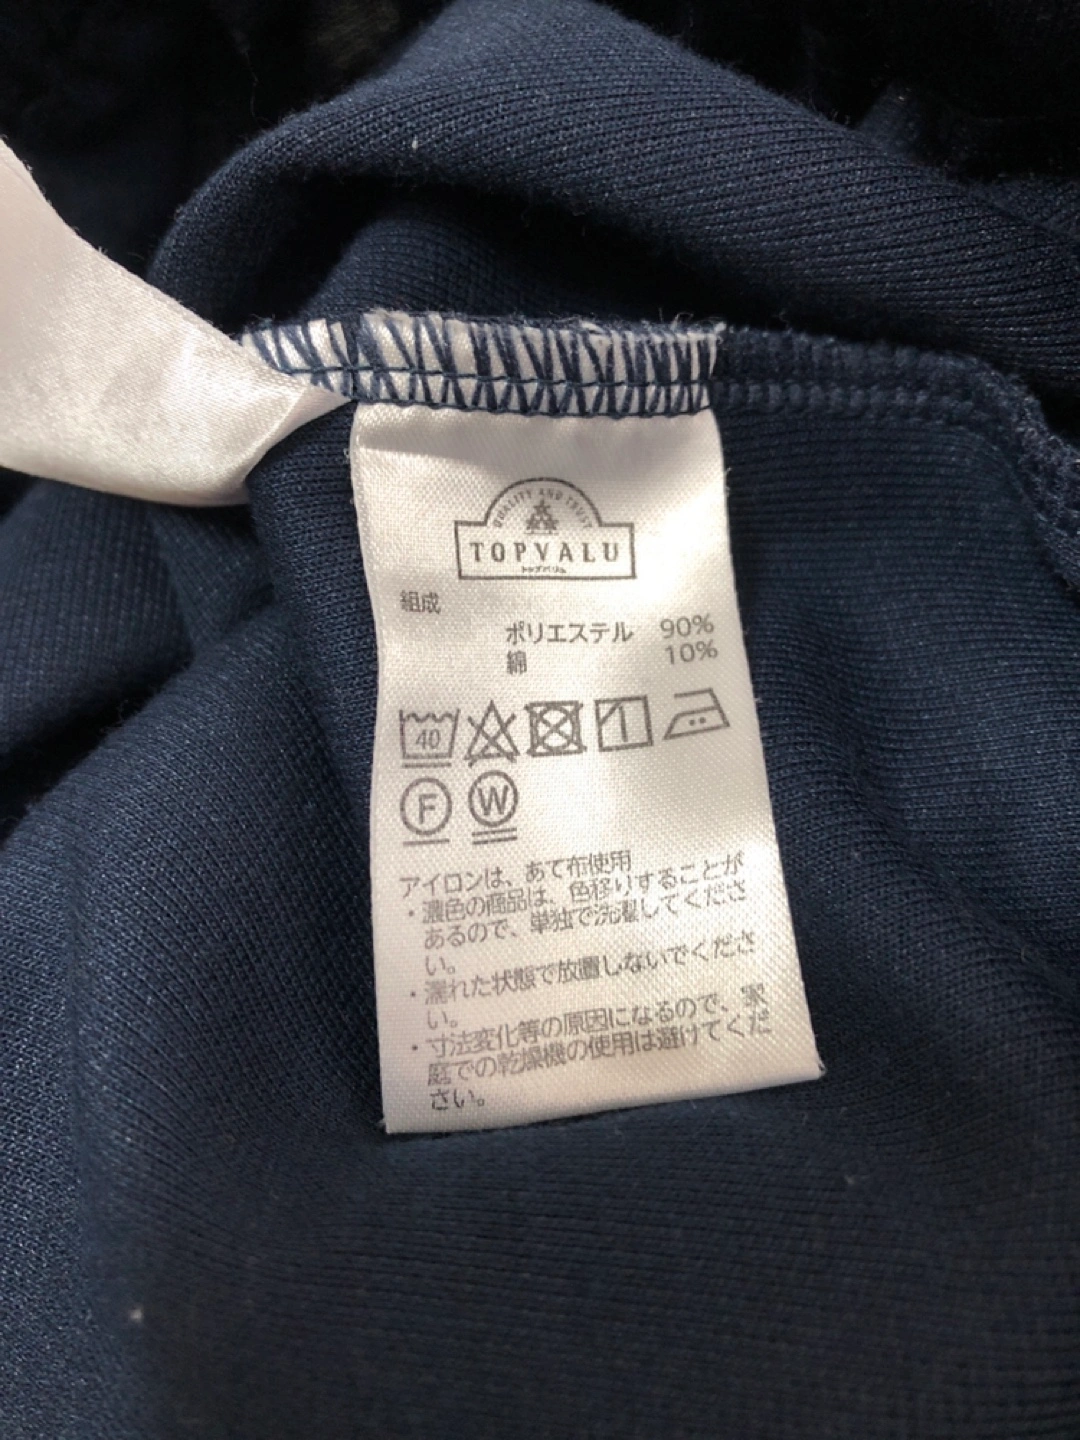 QUALITY AND TRUST
TOPVALU
トップバリュ
組成
ポリエステル 90%
綿 10%
40
F W
アイロンは、あて布使用
・濃色の商品は、色移りすることが
あるので、単独で洗濯してくださ
い。
・濡れた状態で放置しないでくださ
い。
・寸法変化等の原因になるので、家
庭での乾燥機の使用は避けてくだ
さい。